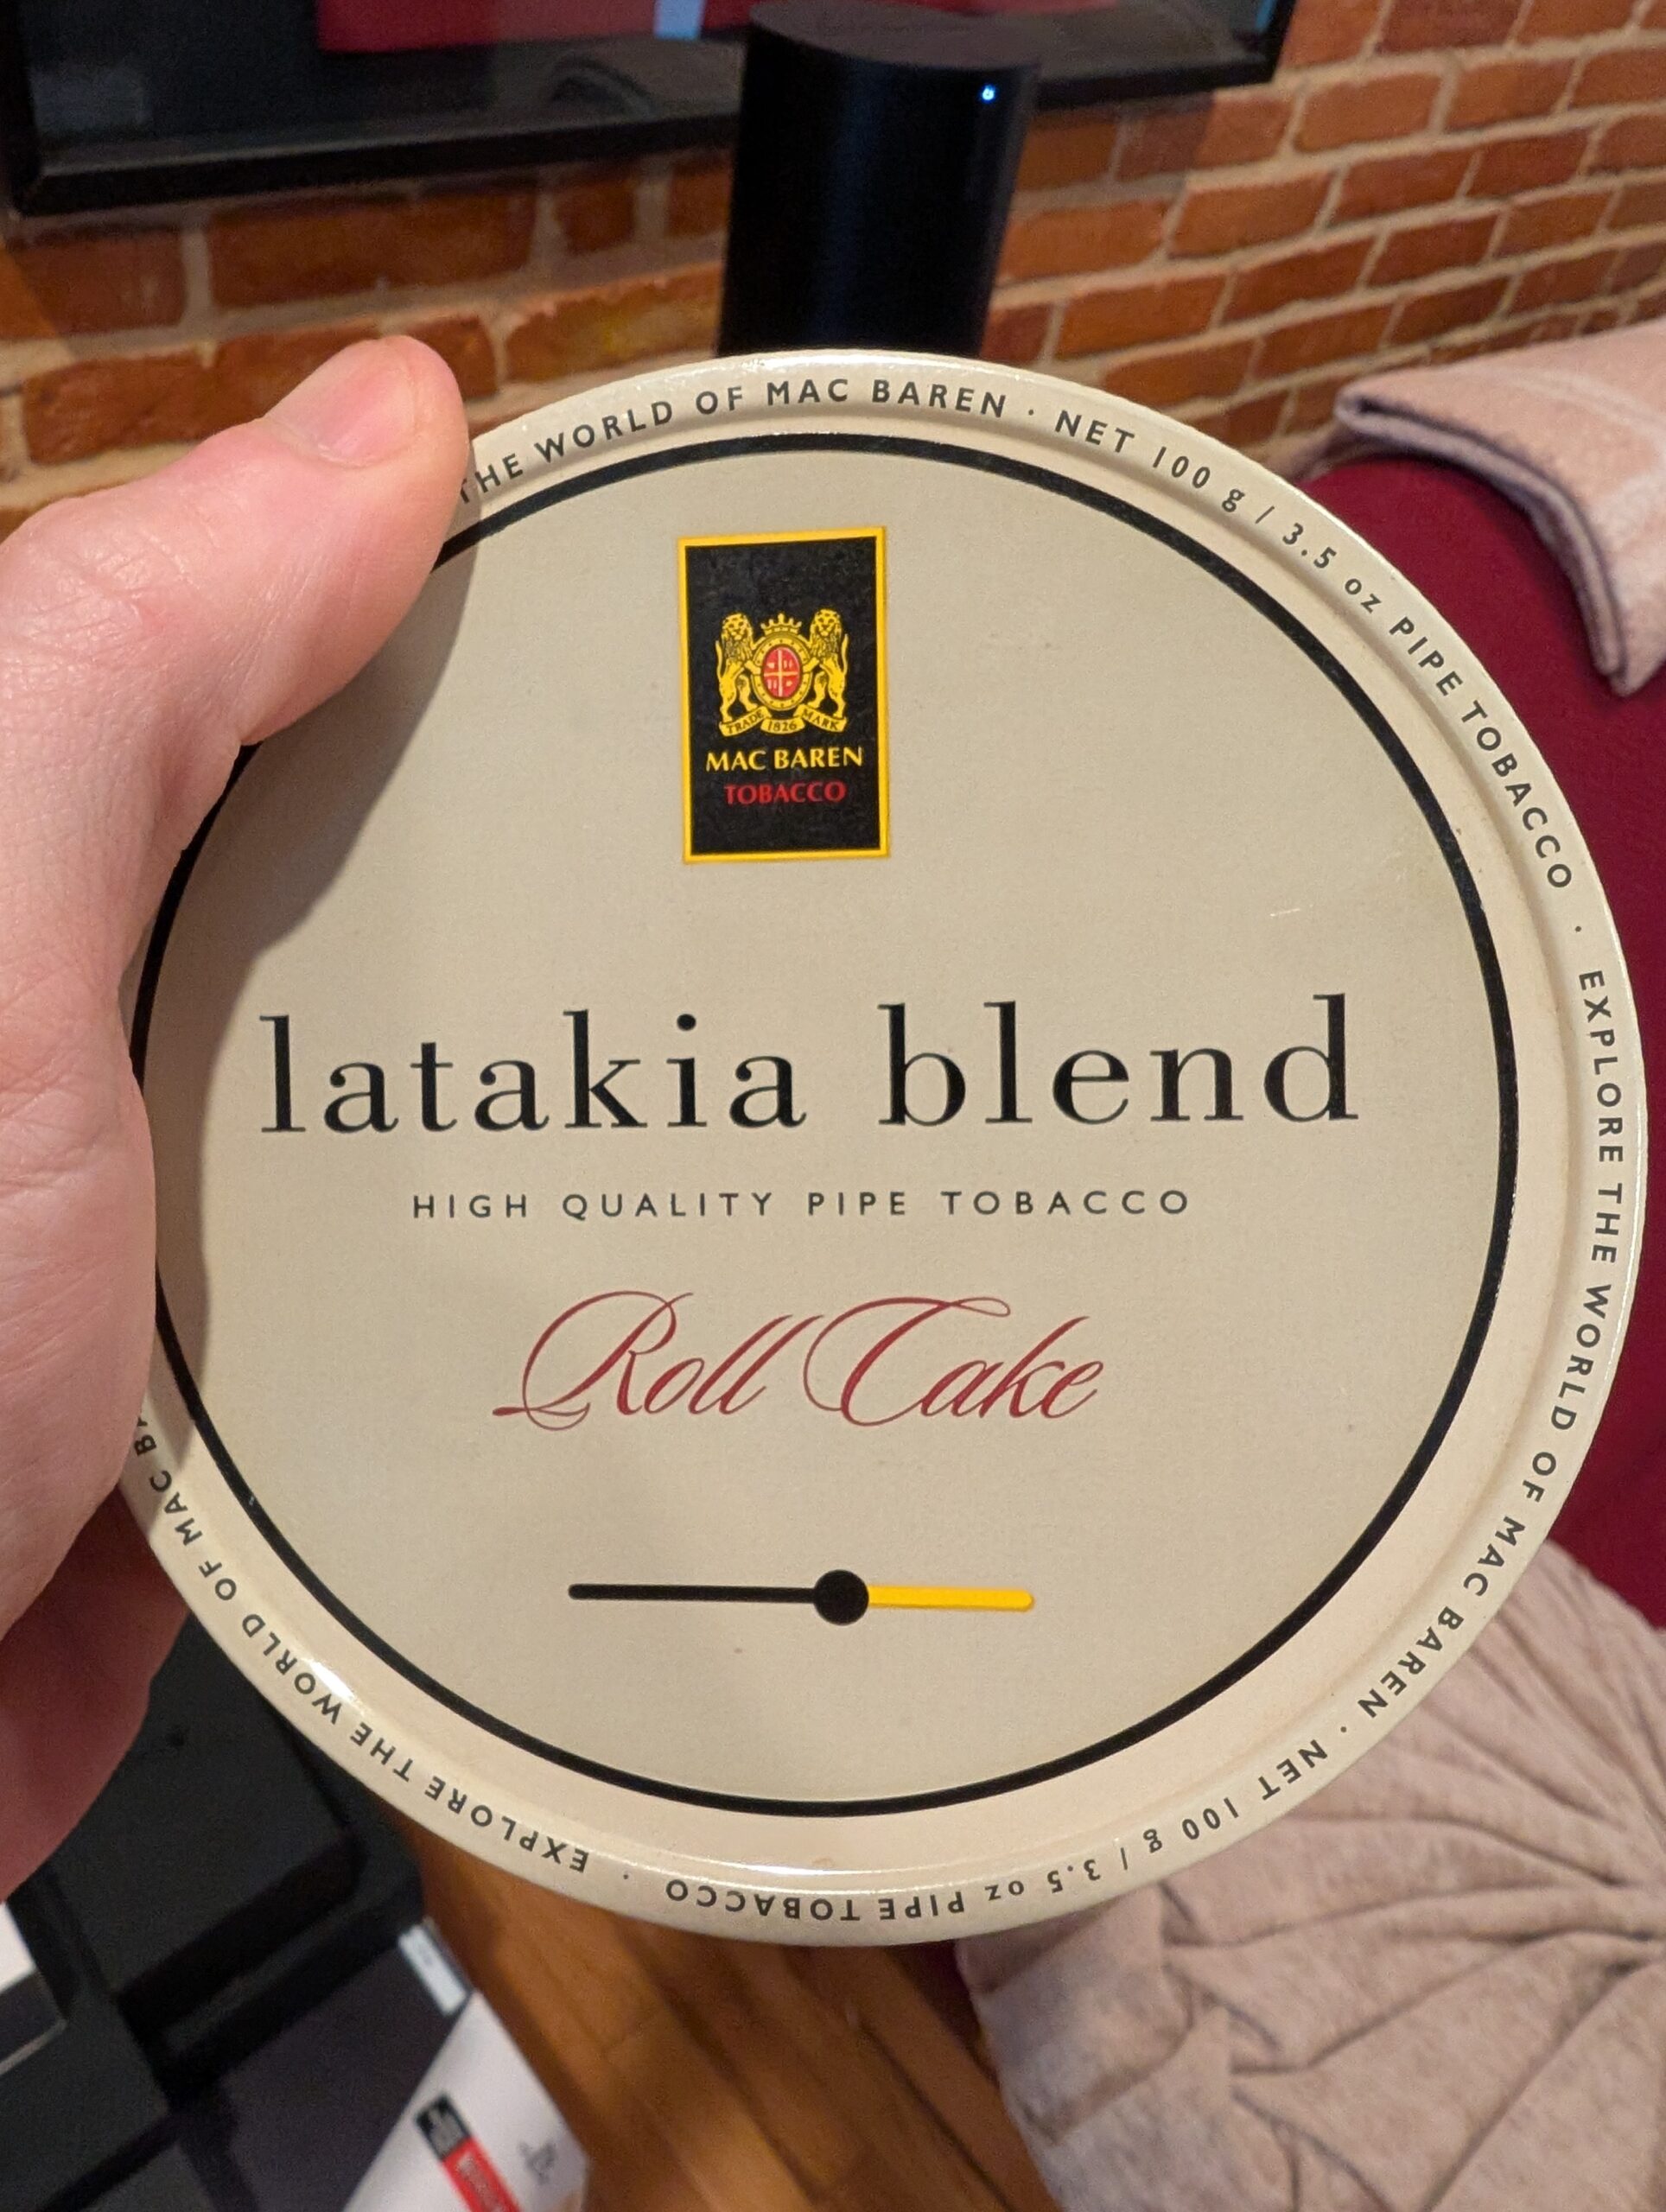 THE WORLD OF MAC BAREN · NET 100 g / 3.5 oz PIPE TOBACCO · EXPLORE THE WORLD OF MAC BAREN · NET 100 g / 3.5 oz PIPE TOBACCO · EXPLORE THE WORLD OF MAC
TRADE 1826 MARK
MAC BAREN
TOBACCO
latakia blend
HIGH QUALITY PIPE TOBACCO
Roll Cake